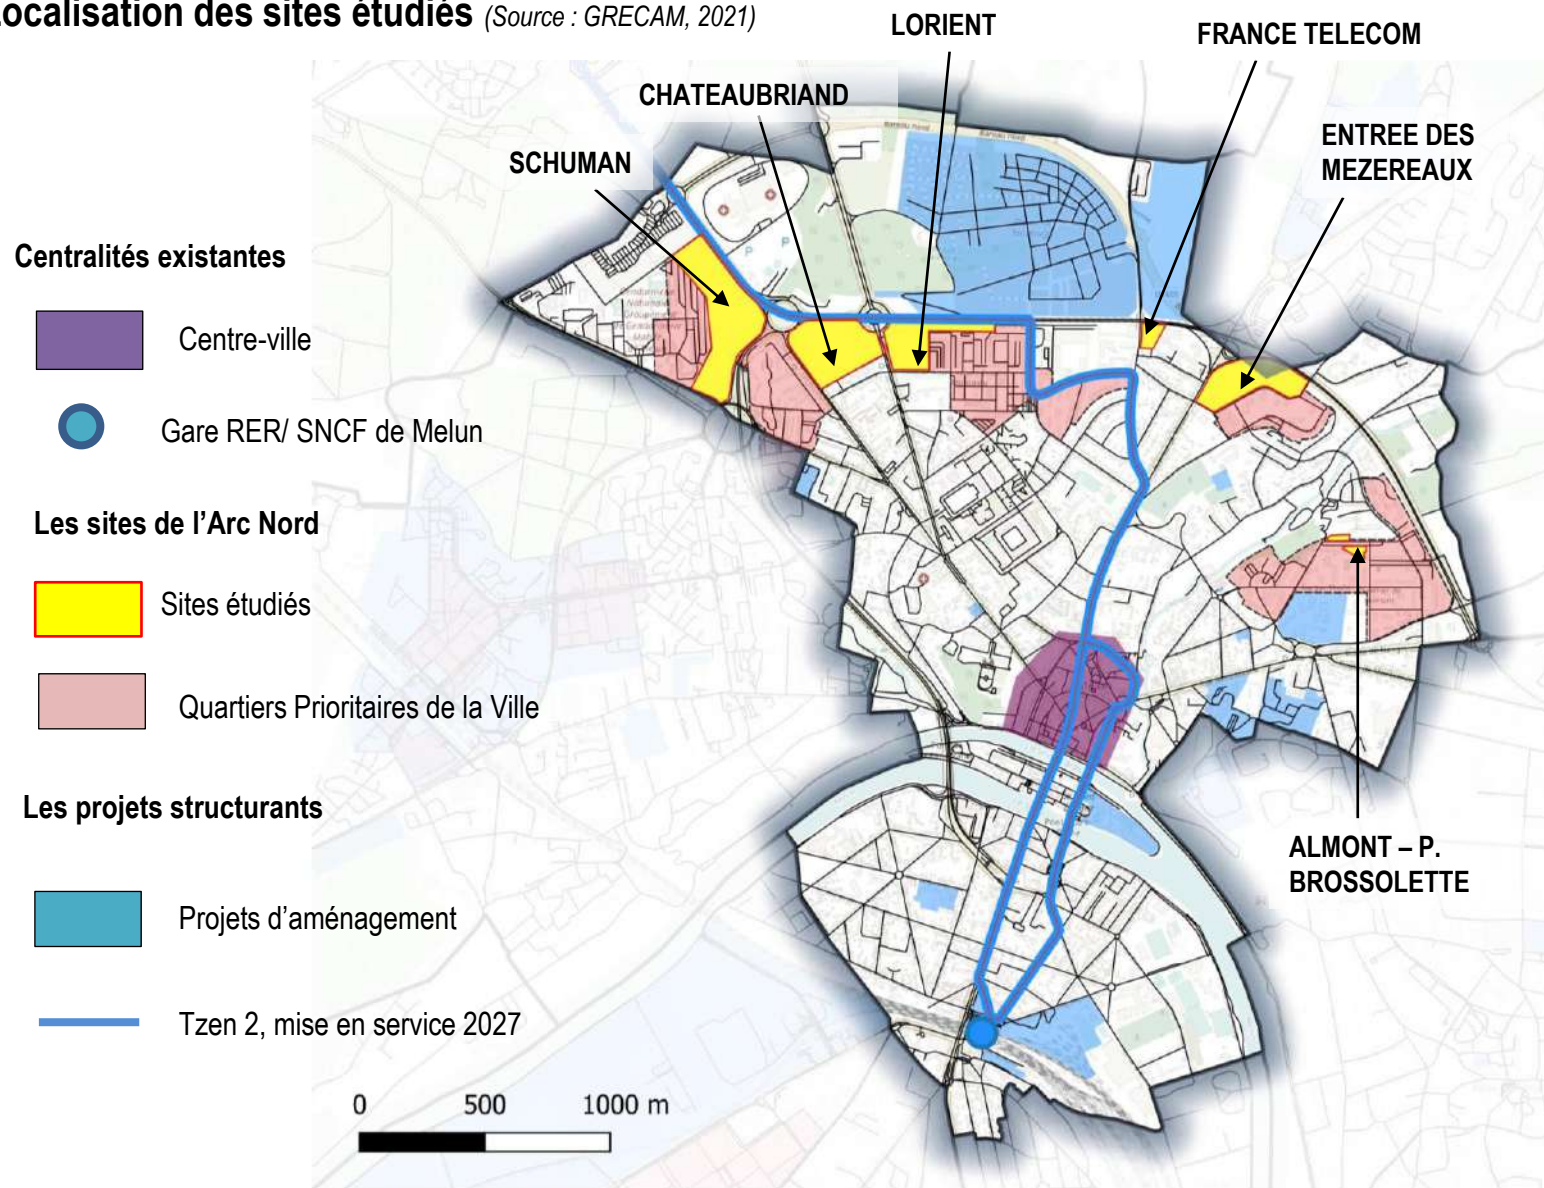 ocalisation des sites étudiés (Source : GRECAM, 2021)
LORIENT
FRANCE TELECOM
CHATEAUBRIAND
ENTREE DES
MEZEREAUX
SCHUMAN
Centralités existantes
Centre-ville
Gare RER/ SNCF de Melun
Les sites de l'Arc Nord
Sites étudiés
Quartiers Prioritaires de la Ville
Les projets structurants
Projets d'aménagement
Tzen 2, mise en service 2027
ALMONT – P.
BROSSOLETTE
0 500 1000 m